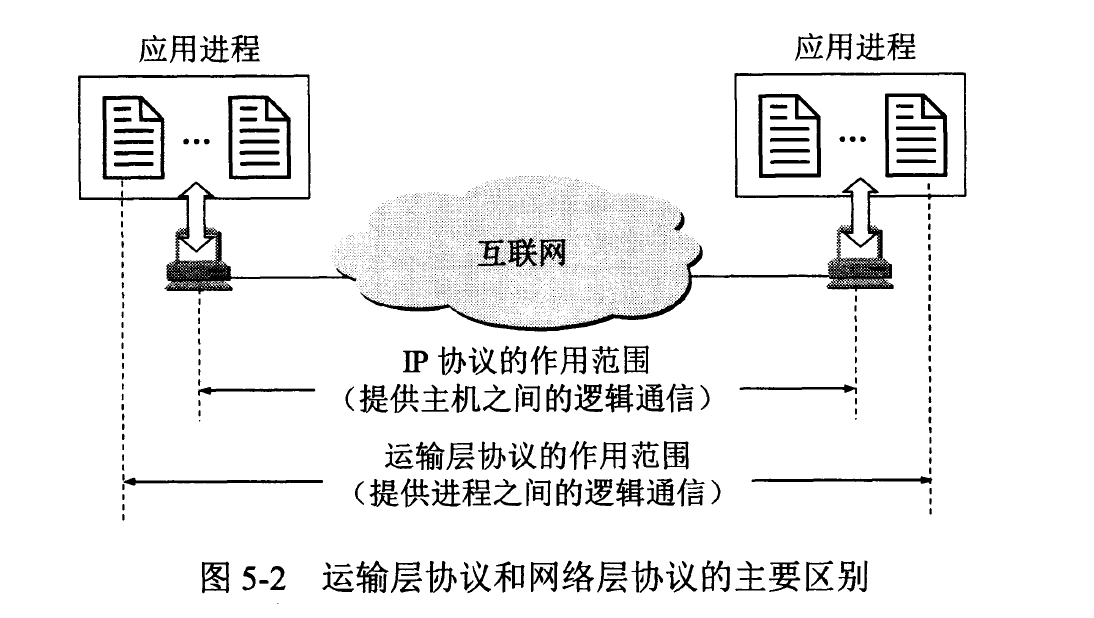 应用进程
应用进程
...
...
互联网
IP 协议的作用范围
（提供主机之间的逻辑通信）
运输层协议的作用范围
（提供进程之间的逻辑通信）
图 5-2 运输层协议和网络层协议的主要区别